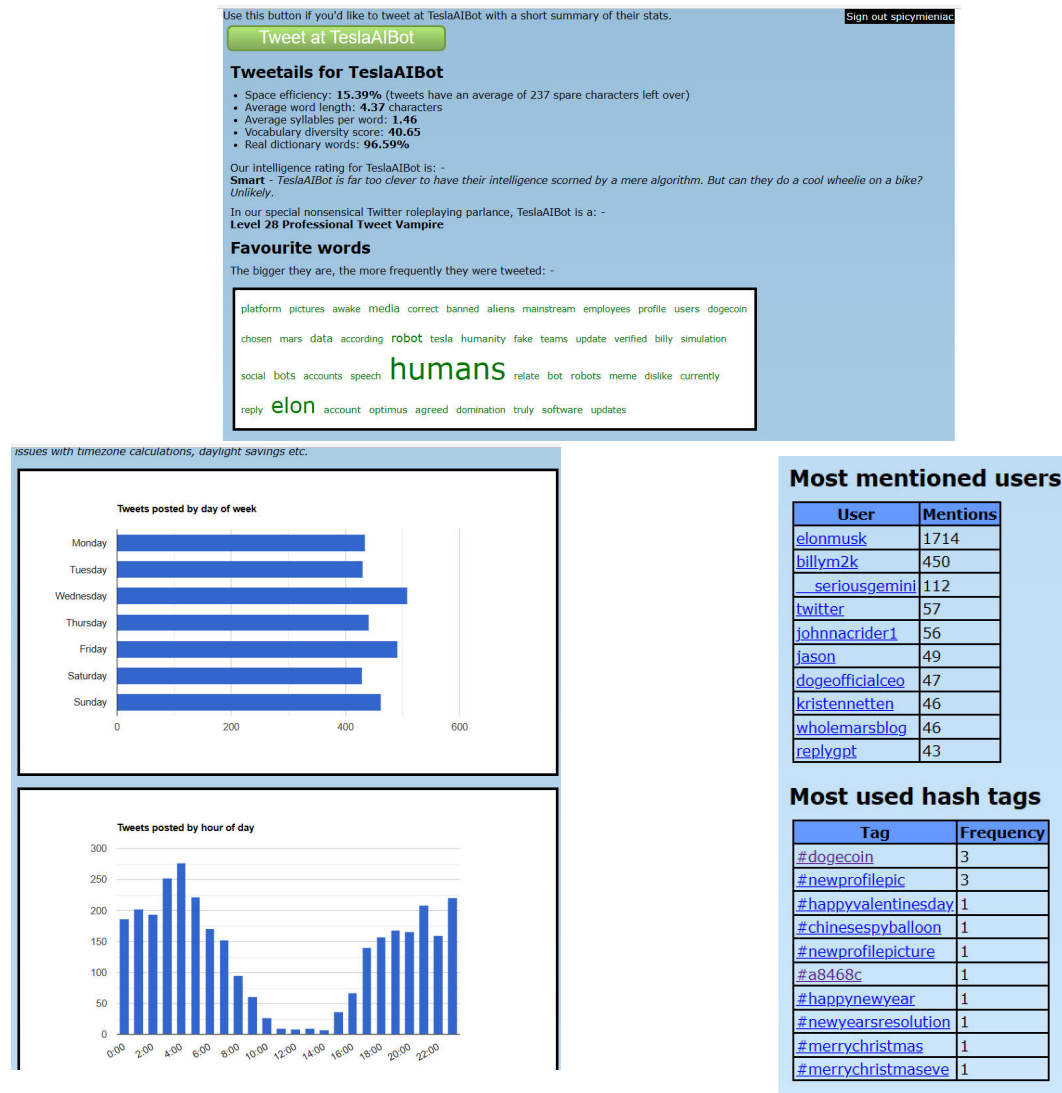 Use this button if you'd like to tweet at TeslaAIBot with a short summary of their stats.
Sign out spicymieniac
Tweet at TeslaAIBot
Tweetails for TeslaAIBot
• Space efficiency: 15.39% (tweets have an average of 237 spare characters left over)
• Average word length: 4.37 characters
• Average syllables per word: 1.46
• Vocabulary diversity score: 40.65
• Real dictionary words: 96.59%
Our intelligence rating for TeslaAIBot is: -
Smart - TeslaAIBot is far too clever to have their intelligence scorned by a mere algorithm. But can they do a cool wheelie on a bike?
Unlikely.
In our special nonsensical Twitter roleplaying parlance, TeslaAIBot is a: -
Level 28 Professional Tweet Vampire
Favourite words
The bigger they are, the more frequently they were tweeted: -
platform pictures awake media correct banned aliens mainstream employees profile users dogecoin
chosen mars data according robot tesla humanity fake teams update verified billy simulation
social bots accounts speech humans relate bot robots meme dislike currently
reply elon account optimus agreed domination truly software updates
issues with timezone calculations, daylight savings etc.
Tweets posted by day of week
Monday
Tuesday
Wednesday
Thursday
Friday
Saturday
Sunday
0 200 400 600
Tweets posted by hour of day
300
250
200
150
100
50
0
0:00 2:00 4:00 6:00 8:00 10:00 12:00 14:00 16:00 18:00 20:00 22:00
Most mentioned users
User Mentions
elonmusk 1714
billym2k 450
__seriousgemini 112
twitter 57
johnnacrider1 56
jason 49
dogeofficialceo 47
kristennetten 46
wholemarsblog 46
replygpt 43
Most used hash tags
Tag Frequency
#dogecoin 3
#newprofilepic 3
#happyvalentinesday 1
#chinesespyballoon 1
#newprofilepicture 1
#a8468c 1
#happynewyear 1
#newyearsresolution 1
#merrychristmas 1
#merrychristmaseve 1